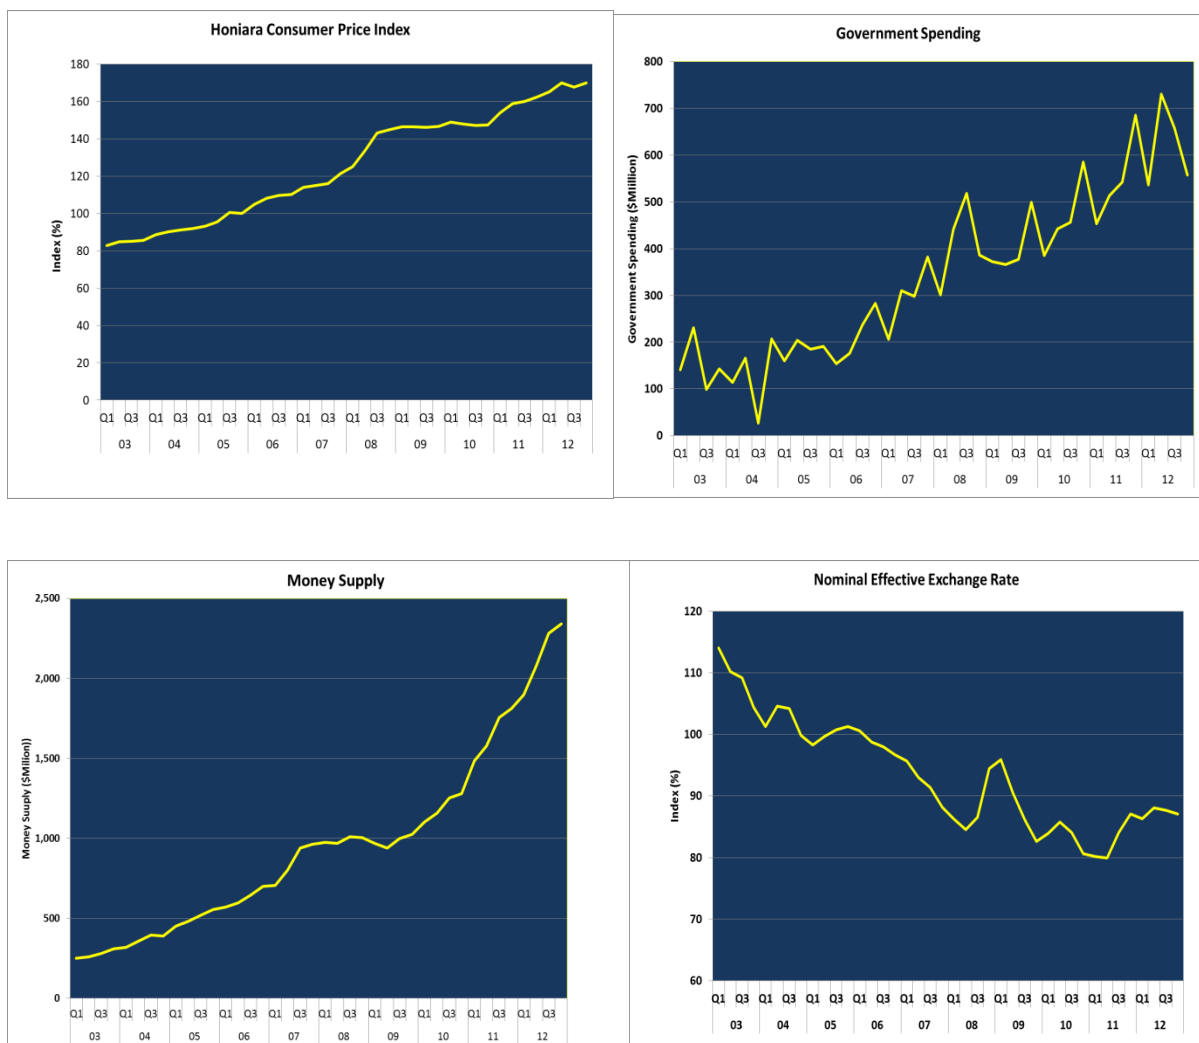 Honiara Consumer Price Index
Index (%)
180
160
140
120
100
80
60
40
20
0
Q1 Q3 Q1 Q3 Q1 Q3 Q1 Q3 Q1 Q3 Q1 Q3 Q1 Q3 Q1 Q3 Q1 Q3 Q1 Q3
03 04 05 06 07 08 09 10 11 12
Government Spending
Government Spending ($MIillion)
800
700
600
500
400
300
200
100
0
Q1 Q3 Q1 Q3 Q1 Q3 Q1 Q3 Q1 Q3 Q1 Q3 Q1 Q3 Q1 Q3 Q1 Q3 Q1 Q3
03 04 05 06 07 08 09 10 11 12
Money Supply
Money Supply ($Million))
2,500
2,000
1,500
1,000
500
0
Q1 Q3 Q1 Q3 Q1 Q3 Q1 Q3 Q1 Q3 Q1 Q3 Q1 Q3 Q1 Q3 Q1 Q3 Q1 Q3
03 04 05 06 07 08 09 10 11 12
Nominal Effective Exchange Rate
Index (%)
120
110
100
90
80
70
60
Q1 Q3 Q1 Q3 Q1 Q3 Q1 Q3 Q1 Q3 Q1 Q3 Q1 Q3 Q1 Q3 Q1 Q3 Q1 Q3
03 04 05 06 07 08 09 10 11 12